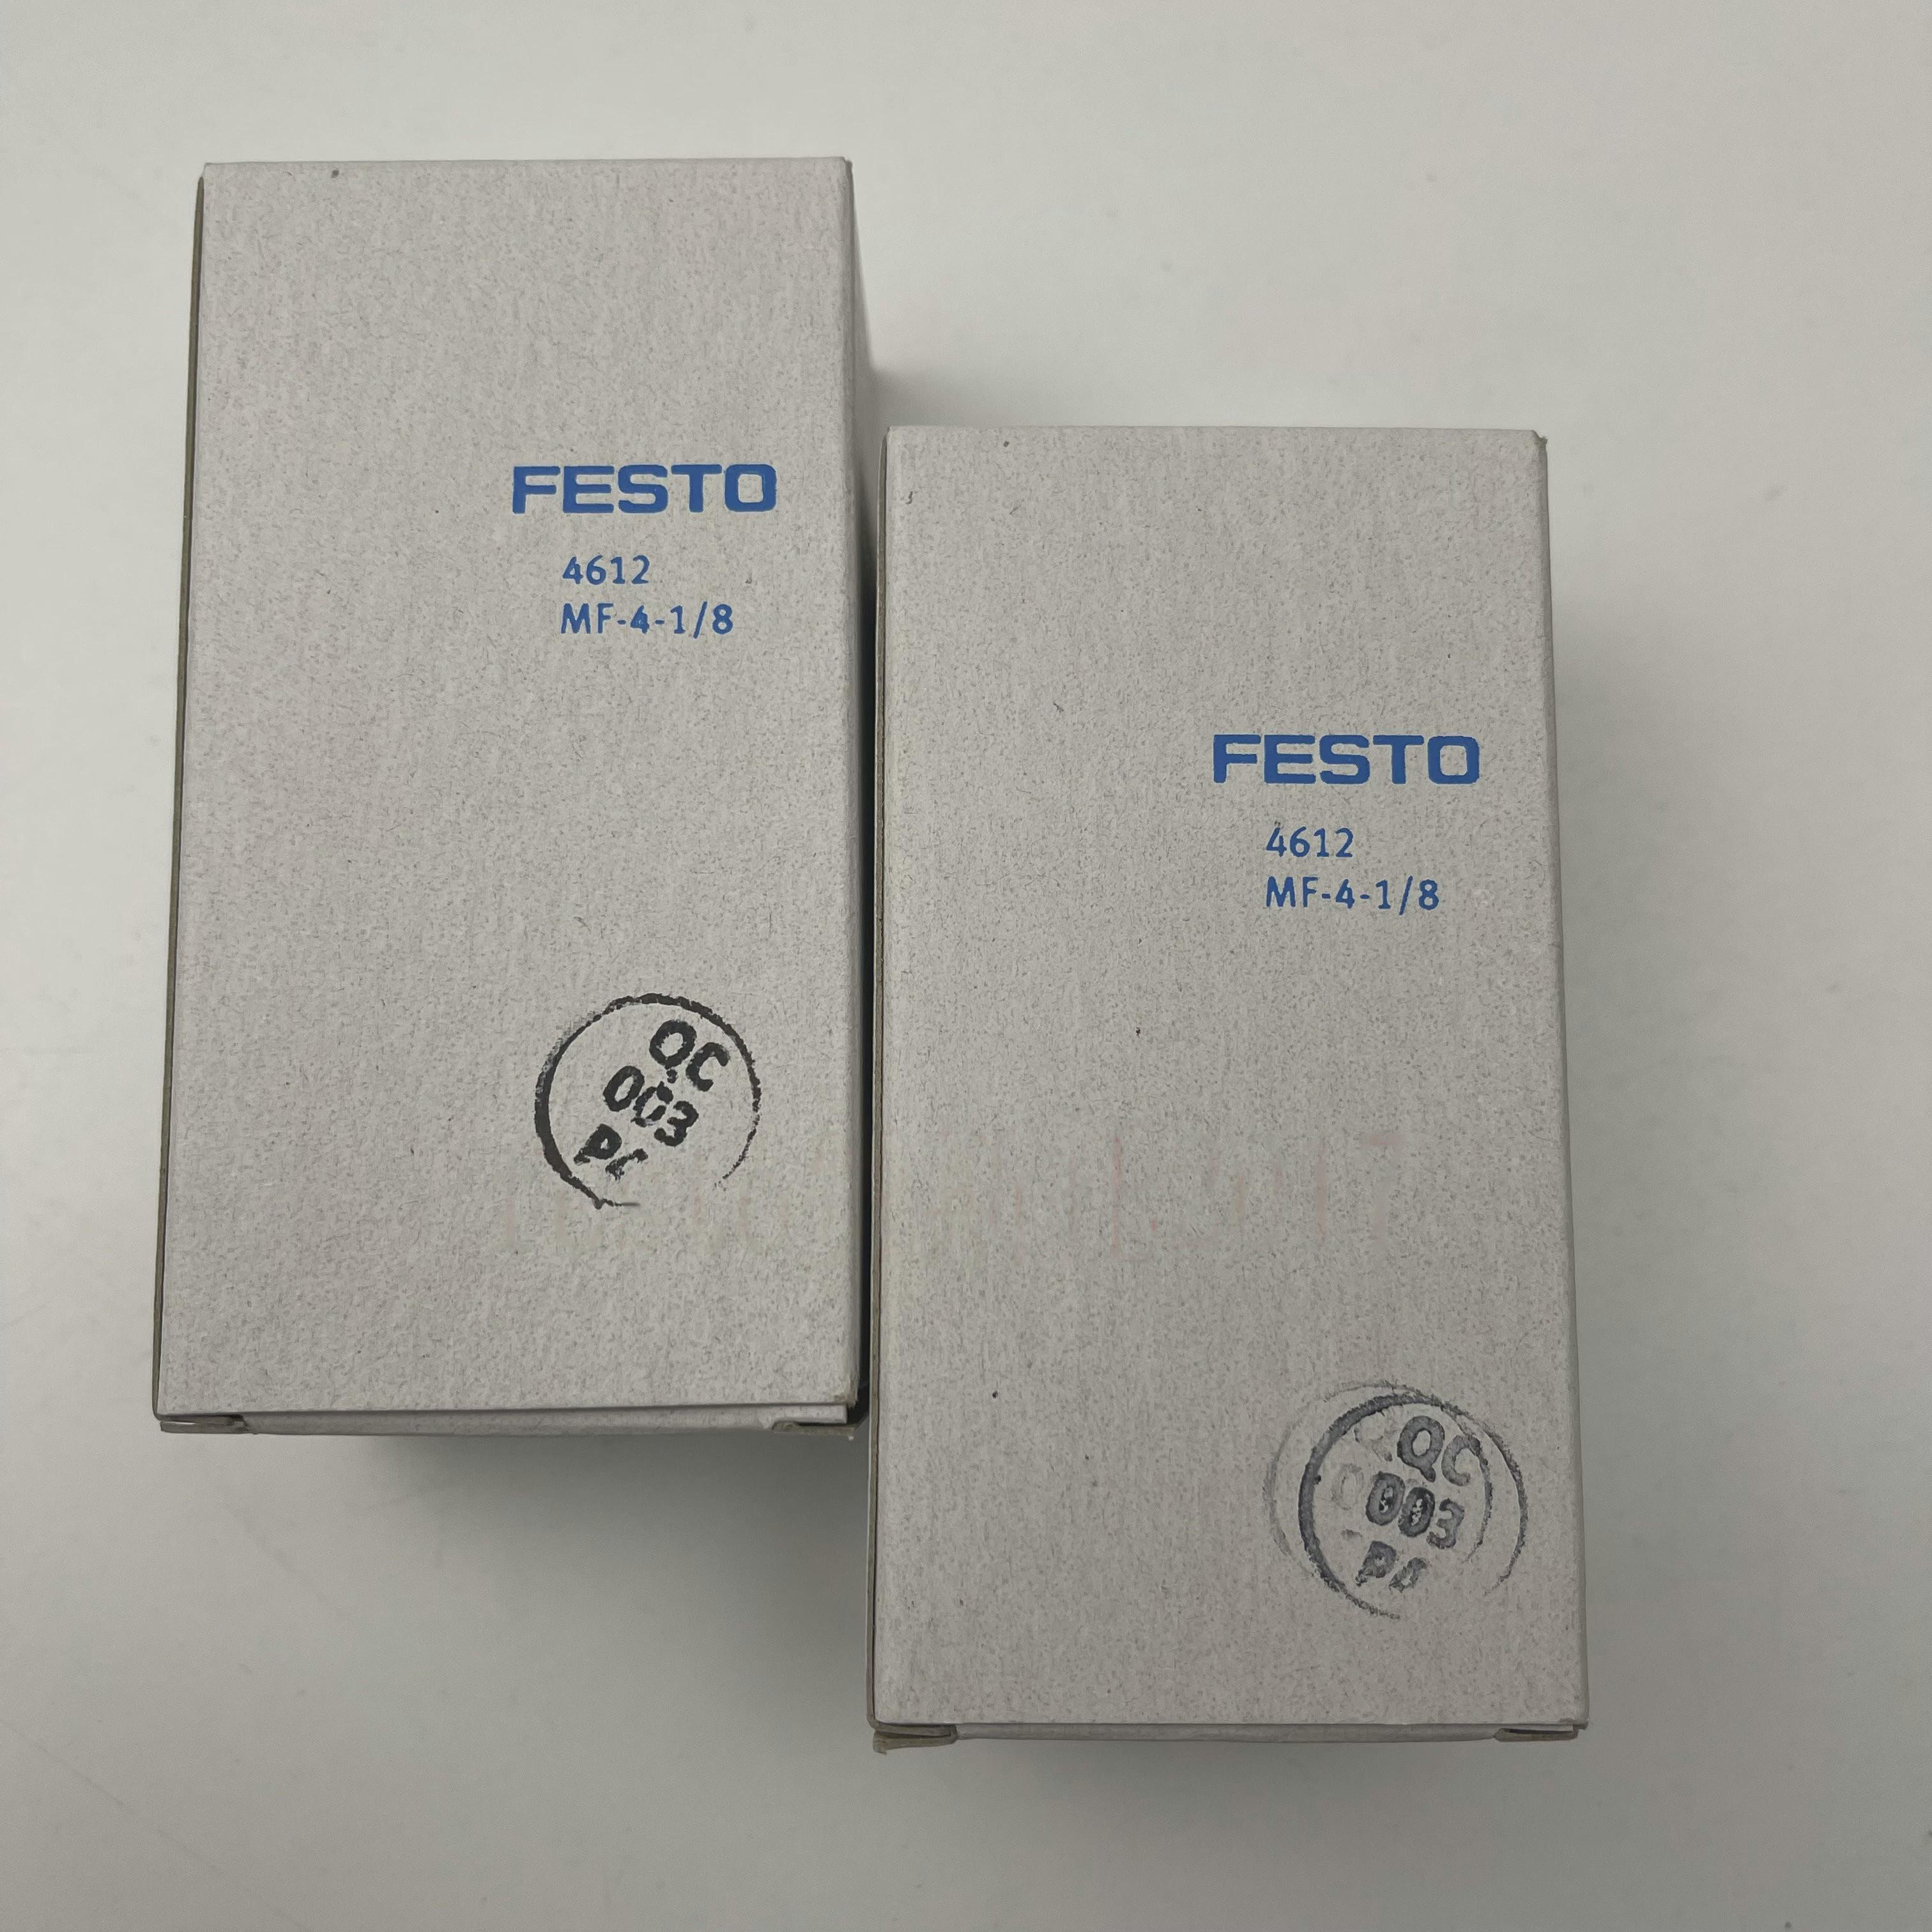 FESTO
4612
MF-4-1/8
QC
003
FESTO
4612
MF-4-1/8
QC
003